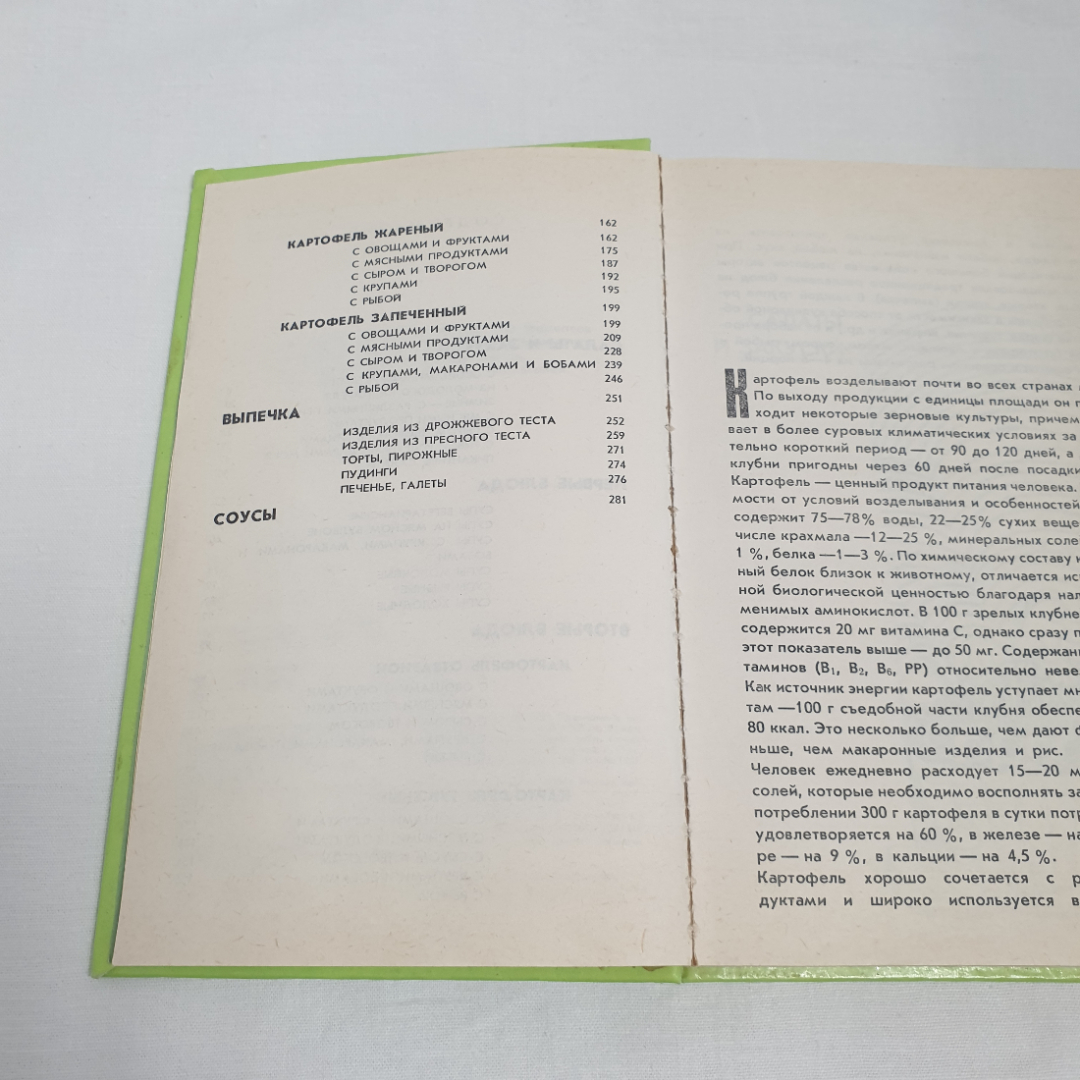 КАРТОФЕЛЬ ЖАРЕНЫЙ 162
С ОВОЩАМИ И ФРУКТАМИ 162
С МЯСНЫМИ ПРОДУКТАМИ 175
С СЫРОМ И ТВОРОГОМ 187
С КРУПАМИ 192
С РЫБОЙ 195
КАРТОФЕЛЬ ЗАПЕЧЕННЫЙ 199
С ОВОЩАМИ И ФРУКТАМИ 199
С МЯСНЫМИ ПРОДУКТАМИ 209
С СЫРОМ И ТВОРОГОМ 228
С КРУПАМИ, МАКАРОНАМИ И БОБАМИ 239
С РЫБОЙ 246
ВЫПЕЧКА 251
ИЗДЕЛИЯ ИЗ ДРОЖЖЕВОГО ТЕСТА 252
ИЗДЕЛИЯ ИЗ ПРЕСНОГО ТЕСТА 259
ТОРТЫ, ПИРОЖНЫЕ 271
ПУДИНГИ 274
ПЕЧЕНЬЕ, ГАЛЕТЫ 276
СОУСЫ 281
Картофель возделывают почти во всех странах
По выходу продукции с единицы площади он п
ходит некоторые зерновые культуры, причем
вает в более суровых климатических условиях за
тельно короткий период — от 90 до 120 дней, а
клубни пригодны через 60 дней после посадки
Картофель — ценный продукт питания человека.
мости от условий возделывания и особенностей
содержит 75—78% воды, 22—25% сухих веще
числе крахмала —12—25 %, минеральных соле
1 %, белка —1—3 %. По химическому составу к
ный белок близок к животному, отличается ис
ной биологической ценностью благодаря нал
менимых аминокислот. В 100 г зрелых клубне
содержится 20 мг витамина С, однако сразу п
этот показатель выше — до 50 мг. Содержан
таминов (B₁, B₂, B₆, PP) относительно неве
Как источник энергии картофель уступает мн
там —100 г съедобной части клубня обеспе
80 ккал. Это несколько больше, чем дают
ньше, чем макаронные изделия и рис.
Человек ежедневно расходует 15—20 м
солей, которые необходимо восполнять за
потреблении 300 г картофеля в сутки потр
удовлетворяется на 60 %, в железе — на
ре — на 9 %, в кальции — на 4,5 %.
Картофель хорошо сочетается с р
дуктами и широко используется в